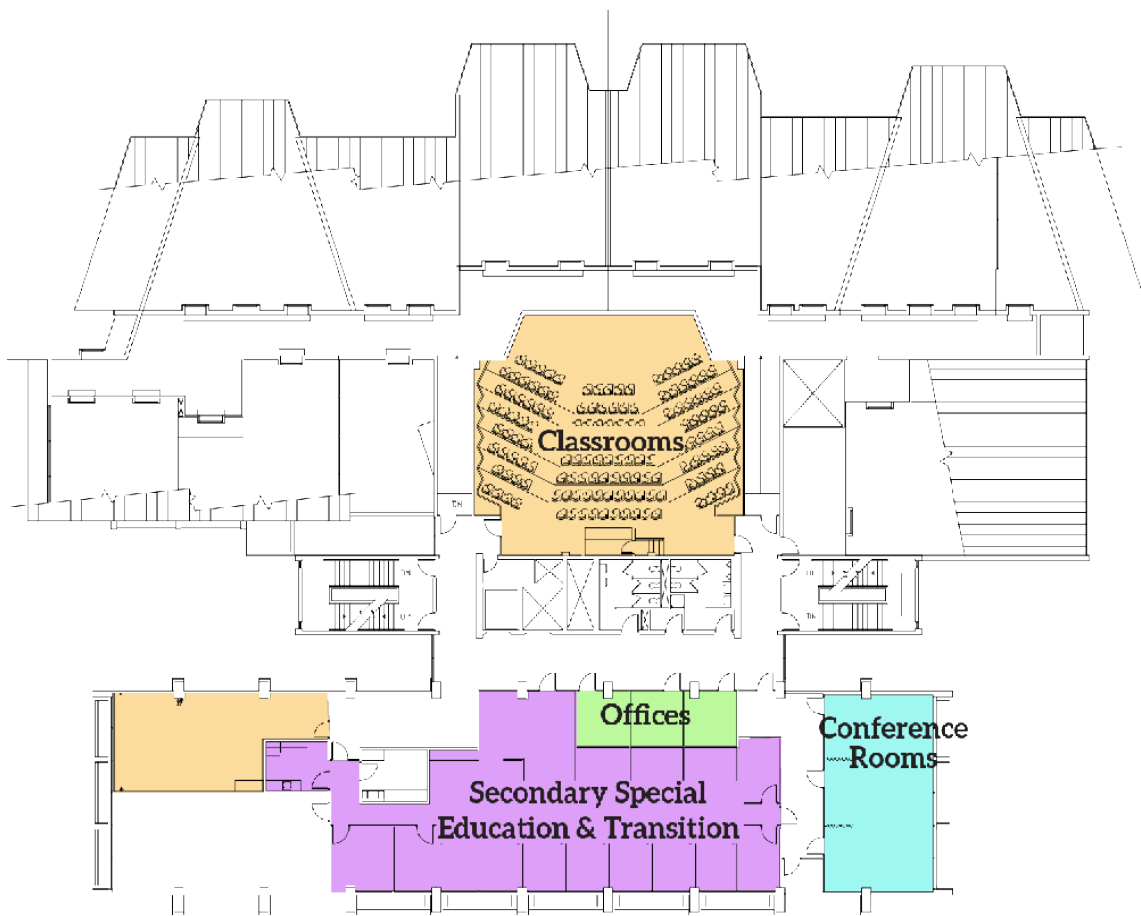 Classrooms
Offices
Conference
Rooms
Secondary Special
Education & Transition